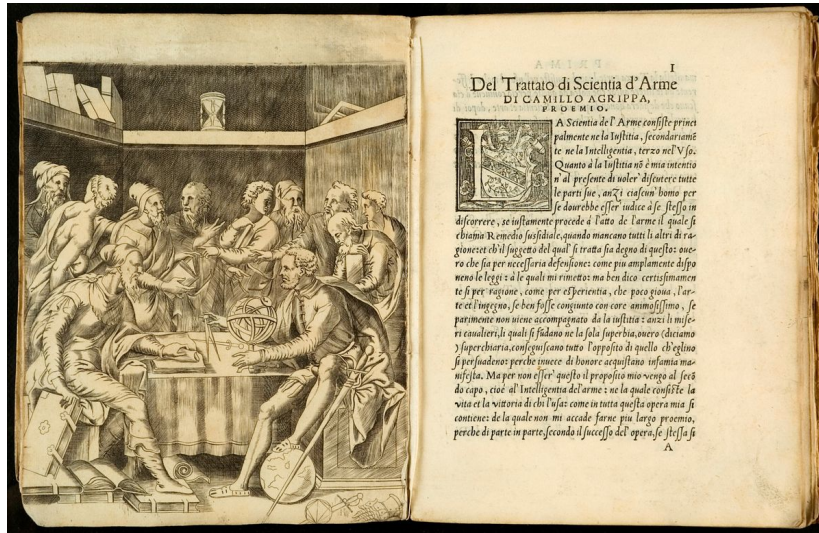 I
Del Trattato di Scientia d'Arme
DI CAMILLO AGRIPPA,
PROEMIO.
LA Scientia de l'Arme consiste princi
palmente ne la Iustitia, secondariamẽ
te ne la Intelligentia, terzo nel'Vso.
Quanto à la Iustitia nõ è mia intentio
n'al presente di uoler'discutere tutte
le parti sue, anzi ciascun'homo per
se dourebbe esser'iudice à se stesso in
discorrere, se iustamente procede à l'atto de l'arme il quale si
chiama Remedio sussidiale, quando mancano tutti li altri di ra-
gione: et ch'il suggetto del qual'si tratta sia degno di questo: oue-
ro che sia per necessaria defensione: come piu amplamente dispo
neno le leggi: à le quali mi rimetto: ma ben dico certissimamen
te si per ragione, come per esperientia, che poco gioua, l'ar-
te et l'ingegno, se ben fosse congiunto con core animosissimo, se
parimente non uiene accompagnato da la iustitia: anzi li mise-
ri caualieri, li quali si fidano ne la sola superbia, ouero (diciamo
) superchiaria, conseguiscano tutto l'opposito di quello ch'eglino
si persuadeno: perche inuece di honore acquistano infamia ma-
nifesta. Ma per non esser'questo il proposito mio vengo al secõ
do capo, cioè al'Intelligentia del'arme: ne la quale consiste la
vita et la vittoria di chi l'usa: come in tutta questa opera mia si
contiene: de la quale non mi accade farne piu largo proemio,
perche di parte in parte, secondo il successo del'opera, se stessa si
A